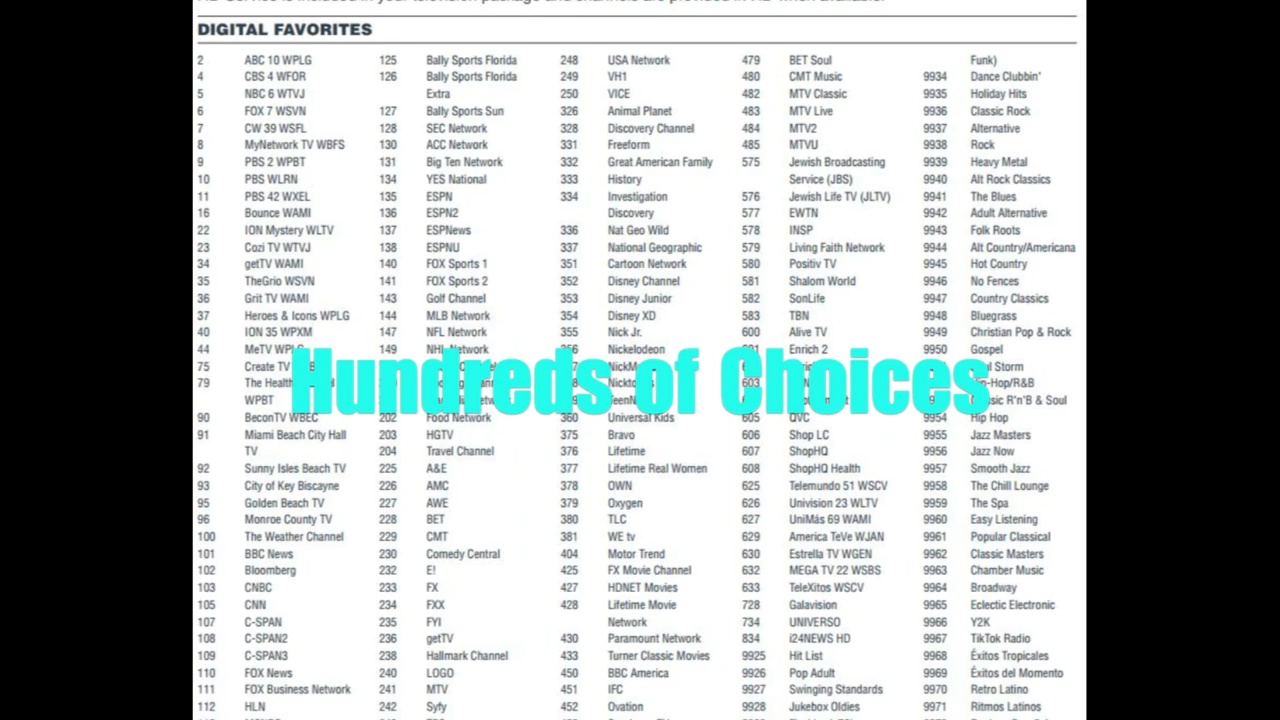 DIGITAL FAVORITES
2 ABC 10 WPLG
4 CBS 4 WFOR
5 NBC 6 WTVJ
6 FOX 7 WSVN
7 CW 39 WSFL
8 MyNetwork TV WBFS
9 PBS 2 WPBT
10 PBS WLRN
11 PBS 42 WXEL
16 Bounce WAMI
22 ION Mystery WLTV
23 Cozi TV WTVJ
34 getTV WAMI
35 TheGrio WSVN
36 Grit TV WAMI
37 Heroes & Icons WPLG
40 ION 35 WPXM
44 MeTV
75 Create TV
79 The
WPBT
90 BeconTV WBEC
91 Miami Beach City Hall
TV
92 Sunny Isles Beach TV
93 City of Key Biscayne
95 Golden Beach TV
96 Monroe County TV
100 The Weather Channel
101 BBC News
102 Bloomberg
103 CNBC
105 CNN
107 C-SPAN
108 C-SPAN2
109 C-SPAN3
110 FOX News
111 FOX Business Network
112 HLN
125 Bally Sports Florida
126 Bally Sports Florida
Extra
127 Bally Sports Sun
128 SEC Network
130 ACC Network
131 Big Ten Network
134 YES National
135 ESPN
136 ESPN2
137 ESPNews
138 ESPNU
140 FOX Sports 1
141 FOX Sports 2
143 Golf Channel
144 MLB Network
147 NFL Network
149 NHL Network
202 Food Network
203 HGTV
204 Travel Channel
225 A&E
226 AMC
227 AWE
228 BET
229 CMT
230 Comedy Central
232 E!
233 FX
234 FXX
235 FYI
236 getTV
238 Hallmark Channel
240 LOGO
241 MTV
242 Syfy
248 USA Network
249 VH1
250 VICE
326 Animal Planet
328 Discovery Channel
331 Freeform
332 Great American Family
333 History
334 Investigation
Discovery
336 Nat Geo Wild
337 National Geographic
351 Cartoon Network
352 Disney Channel
353 Disney Junior
354 Disney XD
355 Nick Jr.
Nickelodeon
360 Universal Kids
375 Bravo
376 Lifetime
377 Lifetime Real Women
378 OWN
379 Oxygen
380 TLC
381 WE tv
404 Motor Trend
425 FX Movie Channel
427 HDNET Movies
428 Lifetime Movie
Network
430 Paramount Network
433 Turner Classic Movies
450 BBC America
451 IFC
452 Ovation
479 BET Soul
480 CMT Music
482 MTV Classic
483 MTV Live
484 MTV2
485 MTVU
575 Jewish Broadcasting
Service (JBS)
576 Jewish Life TV (JLTV)
577 EWTN
578 INSP
579 Living Faith Network
580 Positiv TV
581 Shalom World
582 SonLife
583 TBN
600 Alive TV
Enrich 2
603
605 QVC
606 Shop LC
607 ShopHQ
608 ShopHQ Health
625 Telemundo 51 WSCV
626 Univision 23 WLTV
627 UniMás 69 WAMI
629 America TeVe WJAN
630 Estrella TV WGEN
632 MEGA TV 22 WSBS
633 TeleXitos WSCV
728 Galavision
734 UNIVERSO
834 i24NEWS HD
9925 Hit List
9926 Pop Adult
9927 Swinging Standards
9928 Jukebox Oldies
Funk)
9934 Dance Clubbin'
9935 Holiday Hits
9936 Classic Rock
9937 Alternative
9938 Rock
9939 Heavy Metal
9940 Alt Rock Classics
9941 The Blues
9942 Adult Alternative
9943 Folk Roots
9944 Alt Country/Americana
9945 Hot Country
9946 No Fences
9947 Country Classics
9948 Bluegrass
9949 Christian Pop & Rock
9950 Gospel
Storm
Hip-Hop/R&B
R'n'B & Soul
9954 Hip Hop
9955 Jazz Masters
9956 Jazz Now
9957 Smooth Jazz
9958 The Chill Lounge
9959 The Spa
9960 Easy Listening
9961 Popular Classical
9962 Classic Masters
9963 Chamber Music
9964 Broadway
9965 Eclectic Electronic
9966 Y2K
9967 TikTok Radio
9968 Éxitos Tropicales
9969 Éxitos del Momento
9970 Retro Latino
9971 Ritmos Latinos
Hundreds of Choices